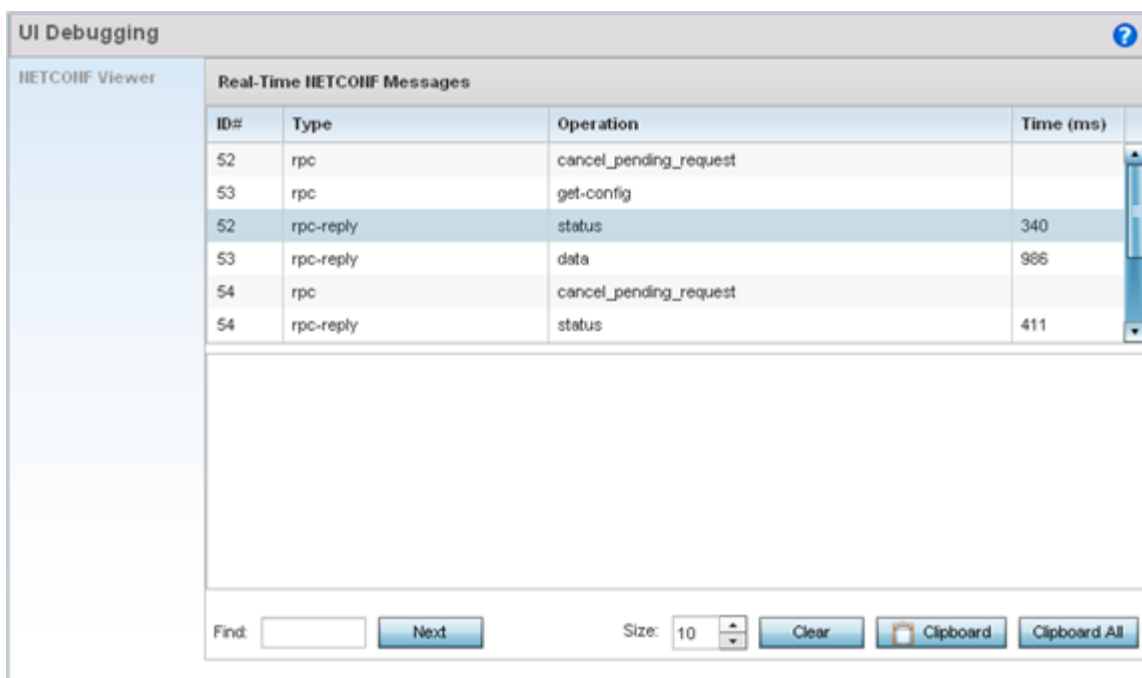 UI Debugging
NETCONF Viewer
Real-Time NETCONF Messages
ID# Type Operation Time (ms)
52 rpc cancel_pending_request
53 rpc get-config
52 rpc-reply status 340
53 rpc-reply data 986
54 rpc cancel_pending_request
54 rpc-reply status 411
Find: Next Size: 10 Clear Clipboard Clipboard All